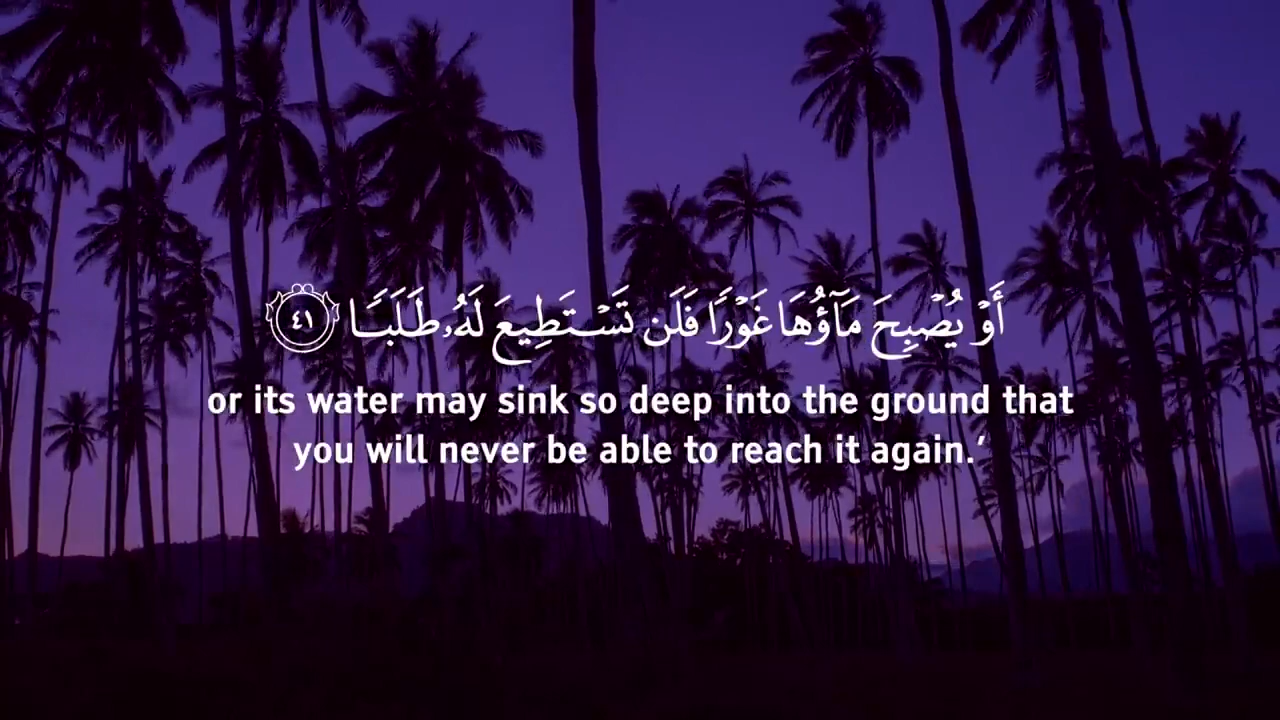 أَوْ يُصْبِحَ مَآؤُهَا غَوْرًا فَلَن تَسْتَطِيعَ لَهُۥ طَلَبًا ٤١
or its water may sink so deep into the ground that
you will never be able to reach it again.’